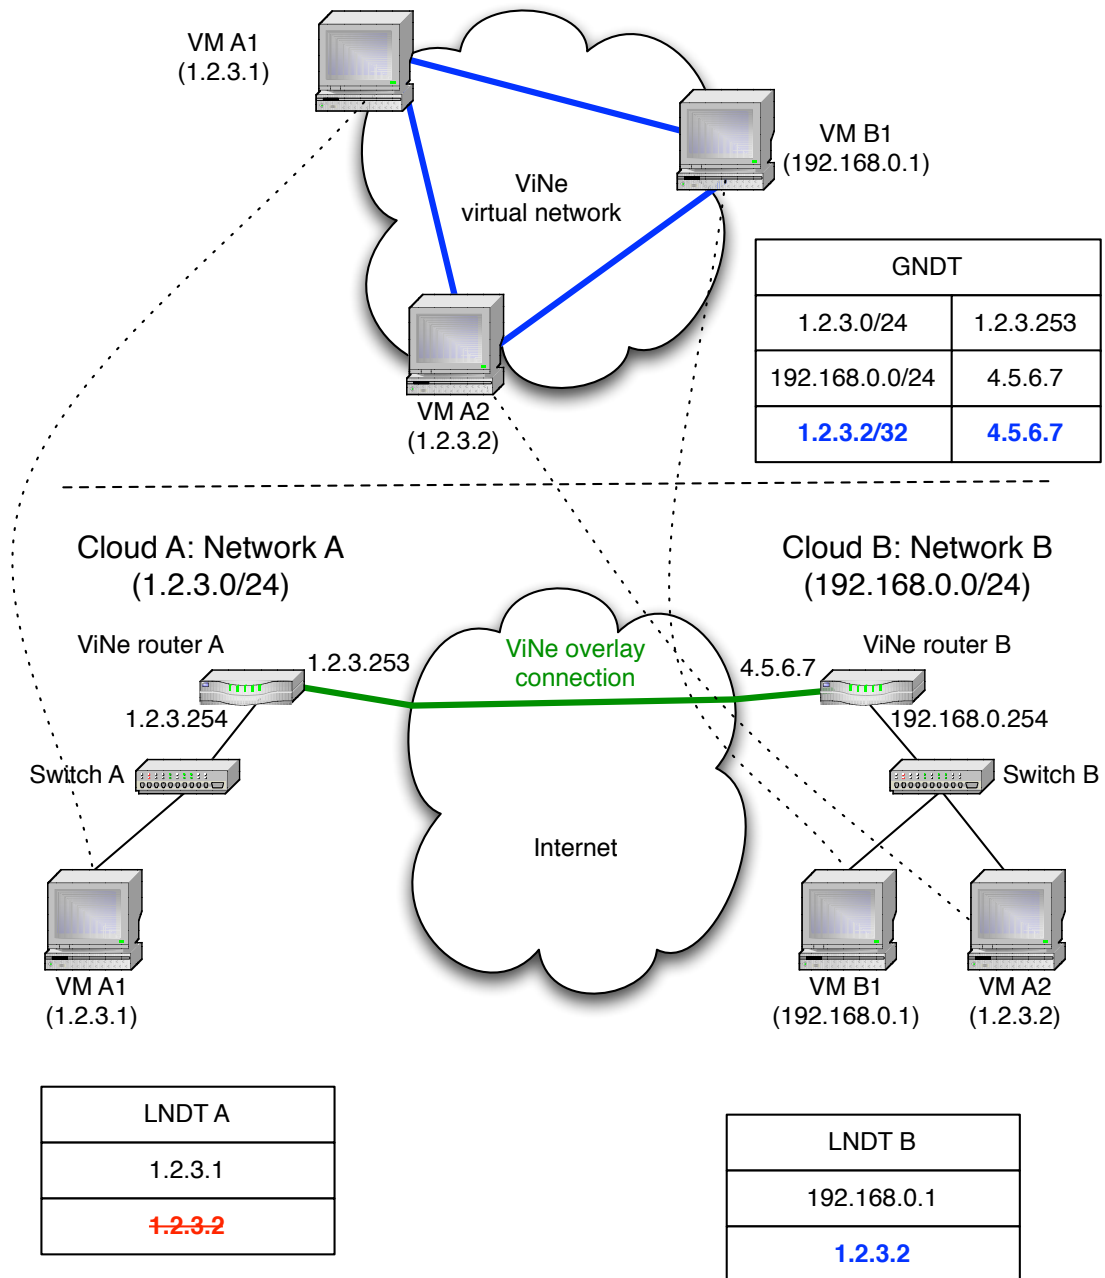 VM A1
(1.2.3.1)
VM B1
(192.168.0.1)
ViNe
virtual network
VM A2
(1.2.3.2)
GNDT
1.2.3.0/24 1.2.3.253
192.168.0.0/24 4.5.6.7
1.2.3.2/32 4.5.6.7
Cloud A: Network A
(1.2.3.0/24)
Cloud B: Network B
(192.168.0.0/24)
ViNe router A
1.2.3.253
1.2.3.254
Switch A
ViNe overlay
connection
Internet
ViNe router B
4.5.6.7
192.168.0.254
Switch B
VM A1
(1.2.3.1)
VM B1
(192.168.0.1)
VM A2
(1.2.3.2)
LNDT A
1.2.3.1
1.2.3.2
LNDT B
192.168.0.1
1.2.3.2